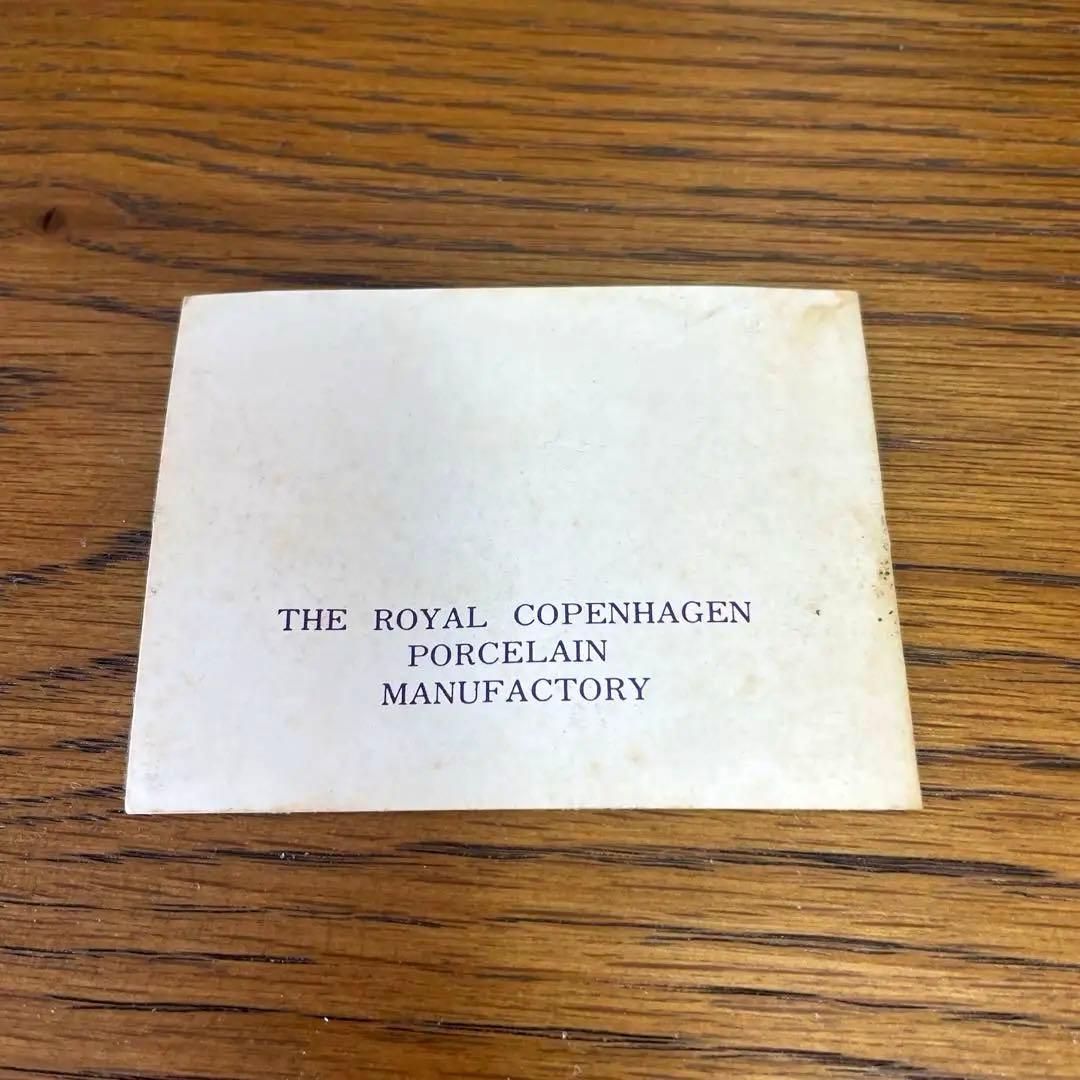 THE ROYAL COPENHAGEN
PORCELAIN
MANUFACTORY